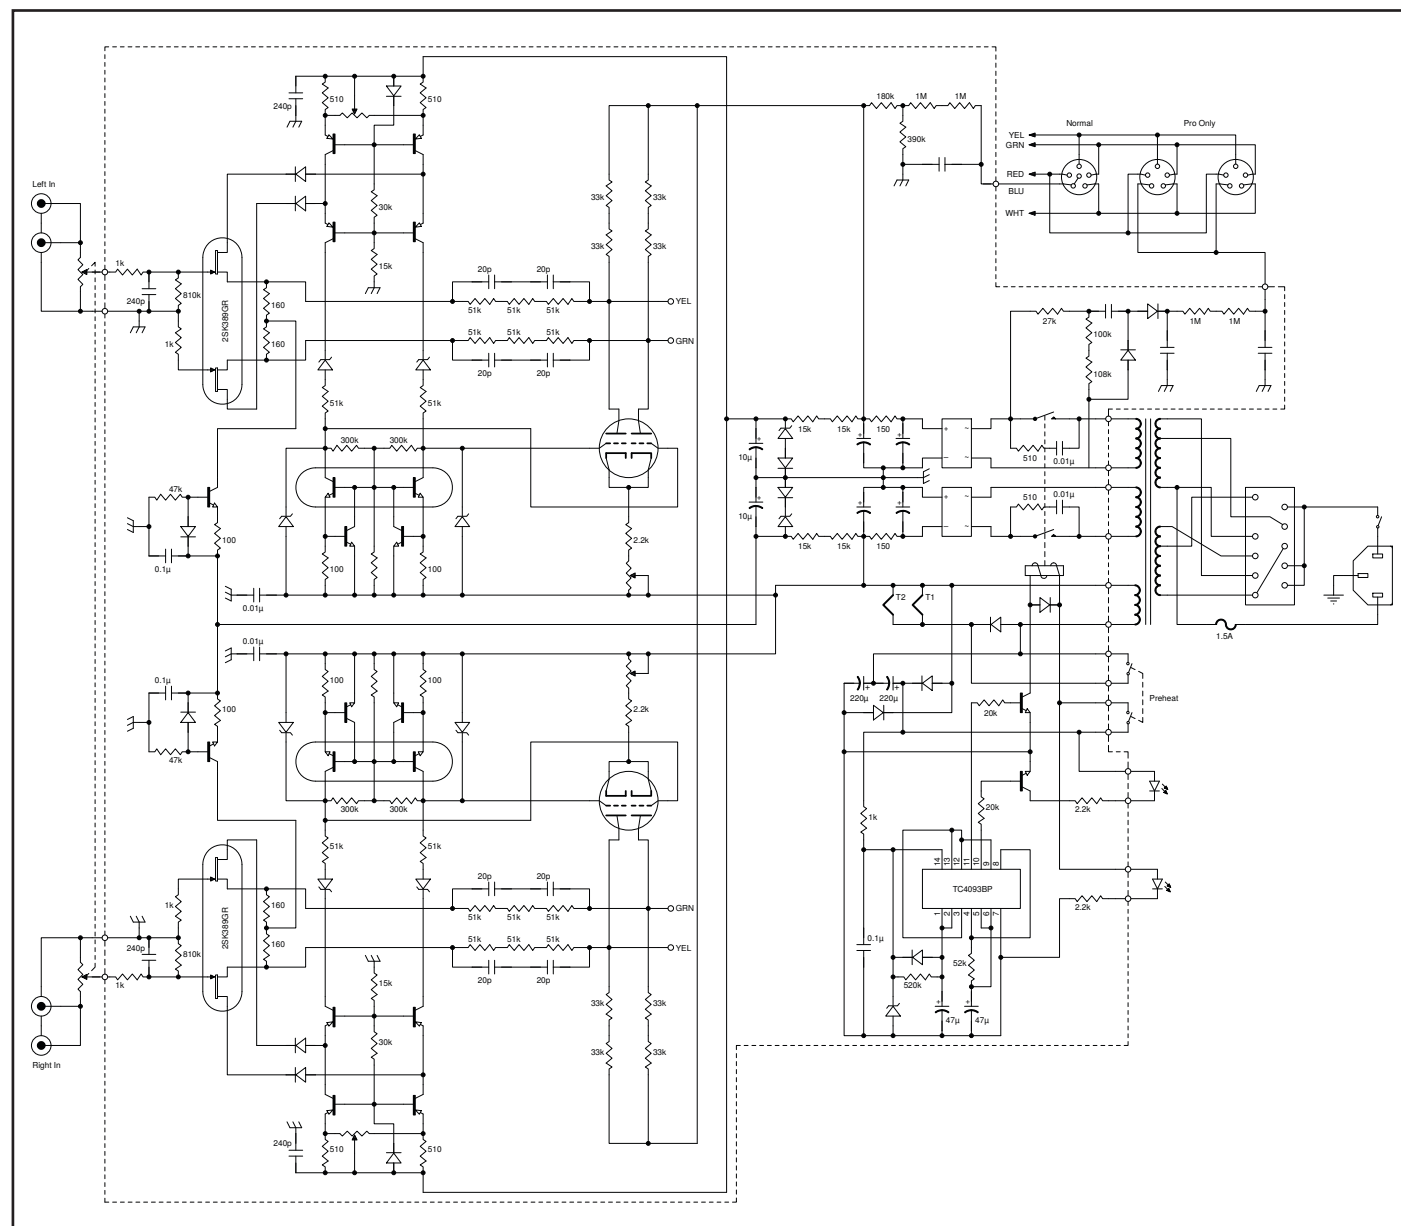 510
510
240p
180k
1M
1M
390k
Normal
Pro Only
YEL
GRN
RED
BLU
WHT
Left In
30k
33k
33k
1k
15k
33k
33k
240p
810k
2SK389GR
160
20p
20p
51k
51k
51k
YEL
1k
160
51k
51k
51k
GRN
20p
20p
27k
100k
1M
1M
108k
51k
51k
300k
300k
15k
15k
150
10µ
+
-
~
~
510
0.01µ
47k
100
0.1µ
2.2k
100
100
10µ
15k
15k
150
+
-
~
~
510
0.01µ
0.01µ
T2
T1
1.5A
0.01µ
0.1µ
100
47k
100
100
2.2k
220µ
220µ
20k
Preheat
300k
300k
20k
2.2k
1k
51k
51k
14
13
12
11
10
9
8
TC4093BP
1
2
3
4
5
6
7
2.2k
1k
2SK389GR
160
20p
20p
51k
51k
51k
GRN
240p
810k
160
51k
51k
51k
YEL
20p
20p
1k
15k
0.1µ
520k
52k
47µ
47µ
33k
33k
30k
33k
33k
Right In
240p
510
510